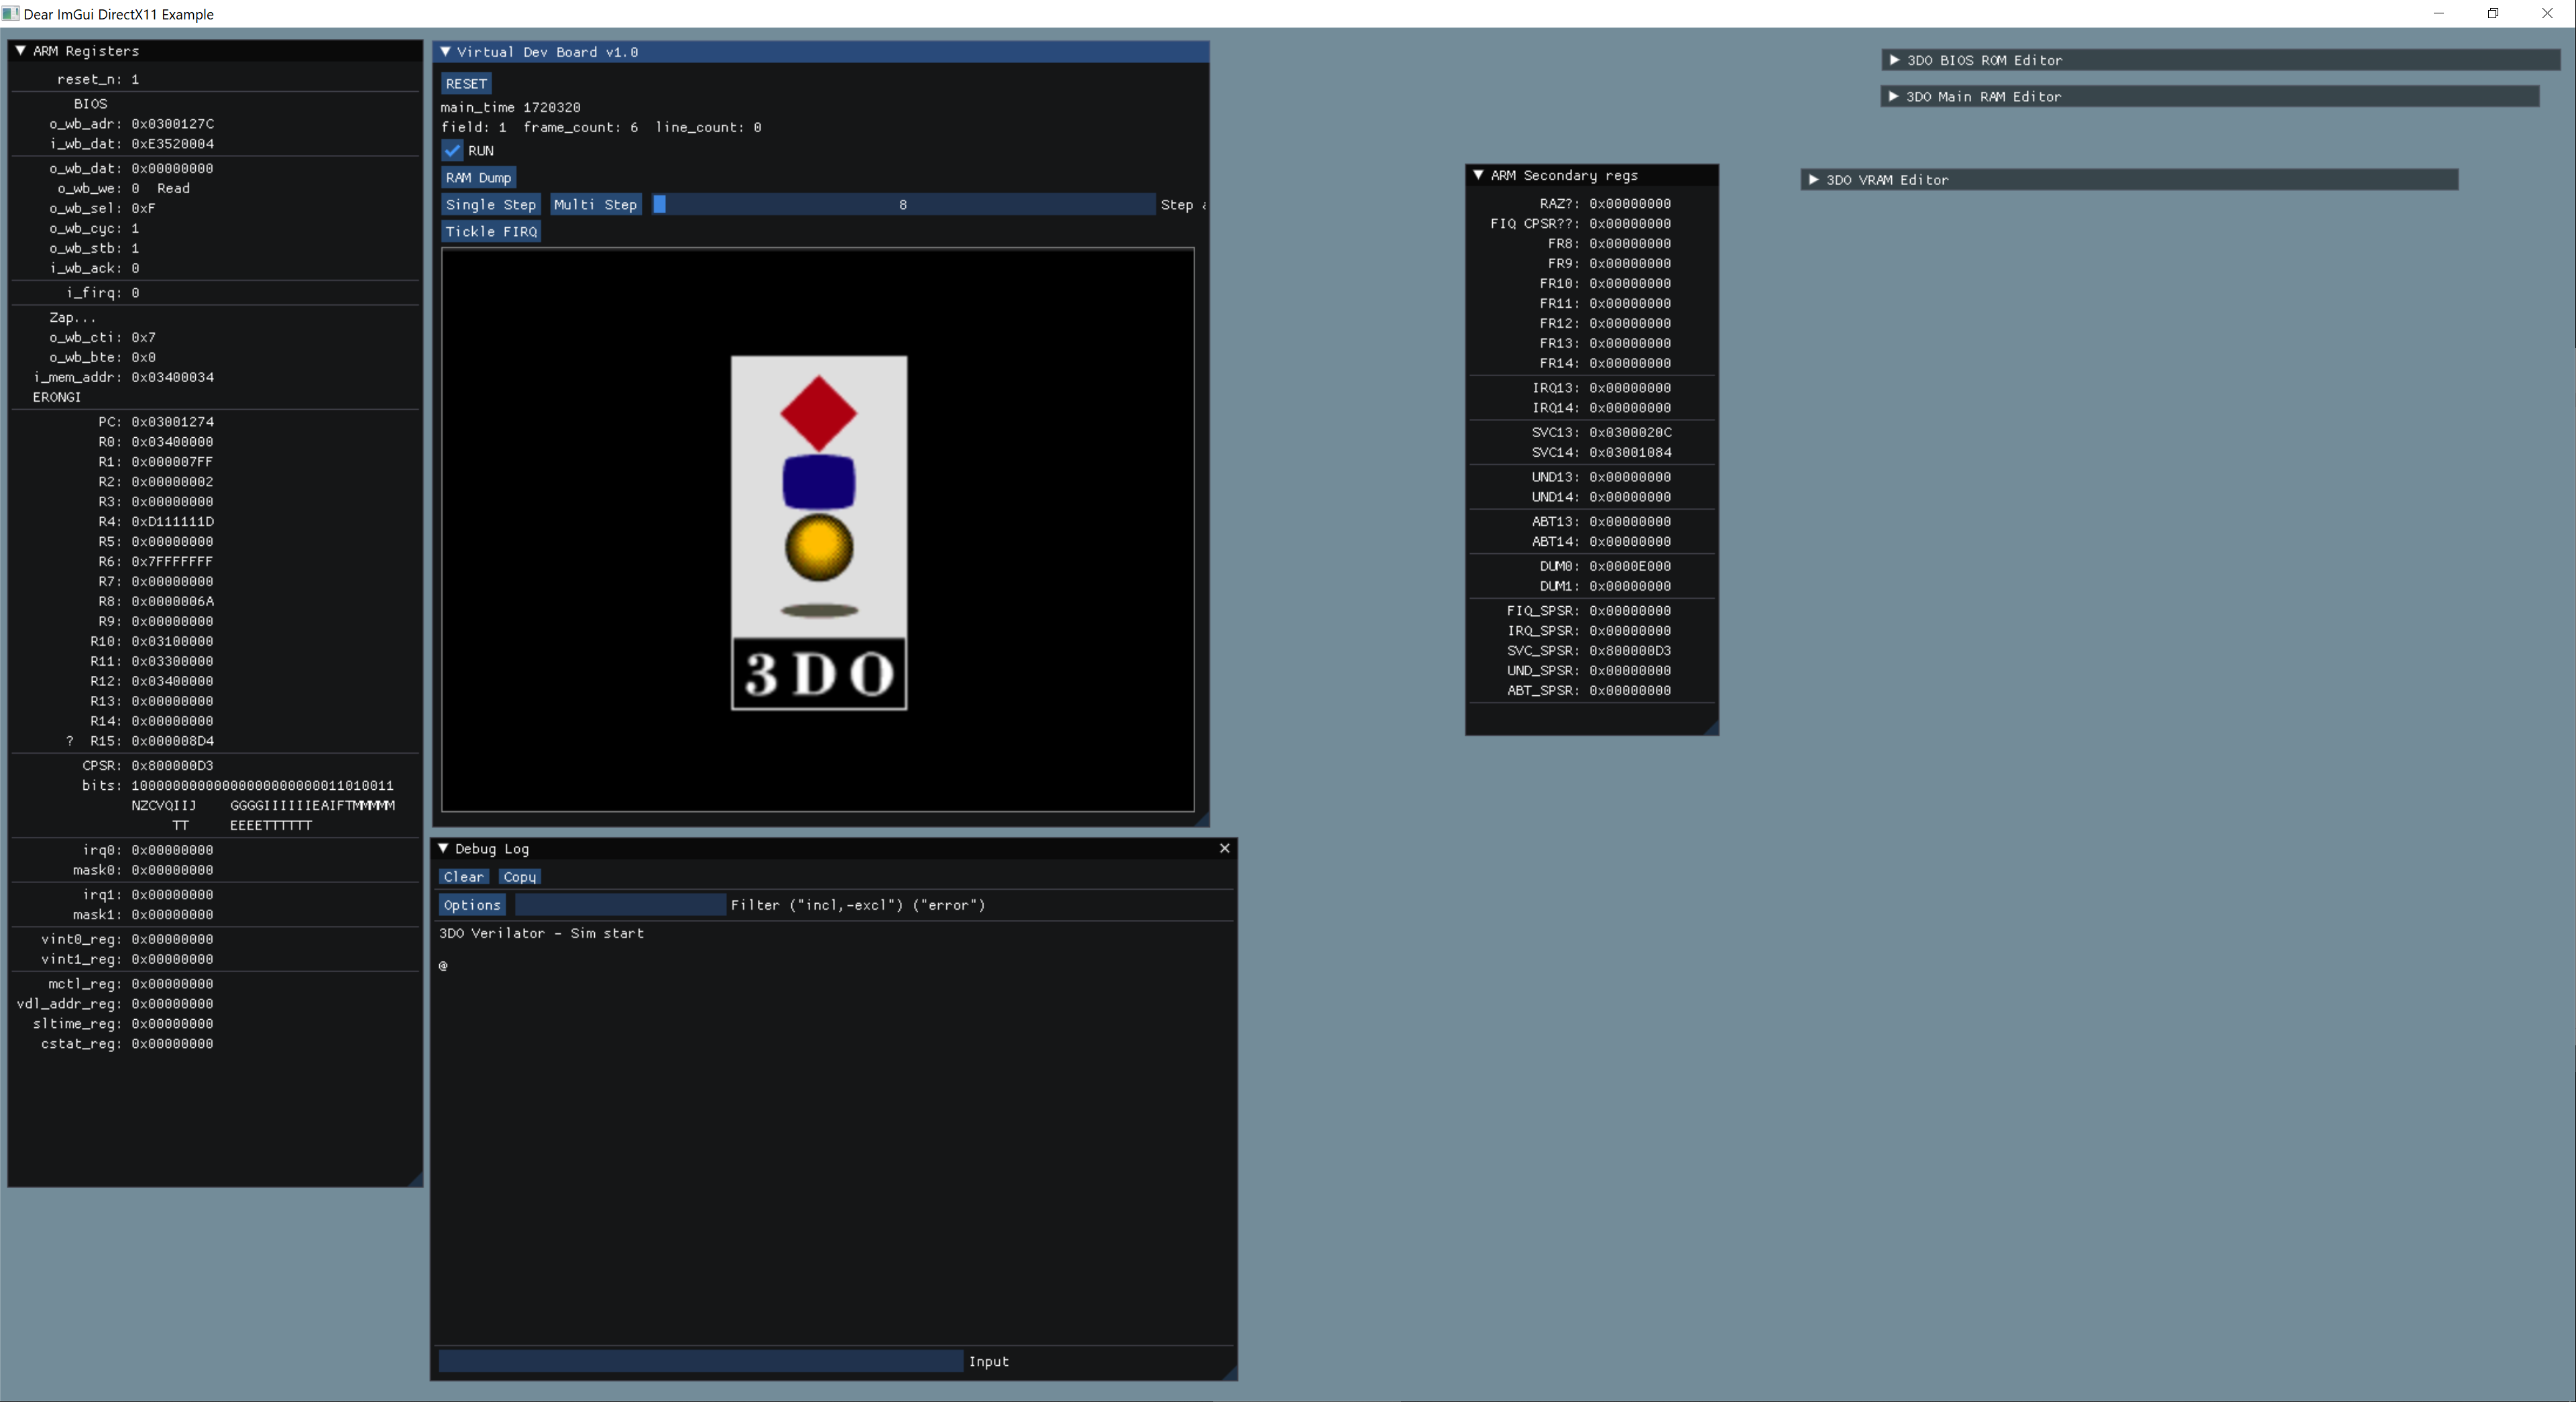 Dear ImGui DirectX11 Example
ARM Registers
reset_n: 1
BIOS
o_wb_adr: 0x0300127C
i_wb_dat: 0xE3520004
o_wb_dat: 0x00000000
o_wb_we: 0 Read
o_wb_sel: 0xF
o_wb_cyc: 1
o_wb_stb: 1
i_wb_ack: 0
i_firq: 0
Zap...
o_wb_cti: 0x7
o_wb_bte: 0x0
i_mem_addr: 0x03400034
ERONGI
PC: 0x03001274
R0: 0x03400000
R1: 0x000007FF
R2: 0x00000002
R3: 0x00000000
R4: 0xD111111D
R5: 0x00000000
R6: 0x7FFFFFFF
R7: 0x00000000
R8: 0x0000006A
R9: 0x00000000
R10: 0x03100000
R11: 0x03300000
R12: 0x03400000
R13: 0x00000000
R14: 0x00000000
? R15: 0x000008D4
CPSR: 0x800000D3
bits: 10000000000000000000000011010011
NZCVQIIJ GGGGIIIIIIEAIFTMMMMM
TT EEEETTTTTT
irq0: 0x00000000
mask0: 0x00000000
irq1: 0x00000000
mask1: 0x00000000
vint0_reg: 0x00000000
vint1_reg: 0x00000000
mctl_reg: 0x00000000
vdl_addr_reg: 0x00000000
sltime_reg: 0x00000000
cstat_reg: 0x00000000
Virtual Dev Board v1.0
RESET
main_time 1720320
field: 1 frame_count: 6 line_count: 0
RUN
RAM Dump
Single Step Multi Step 8 Step
Tickle FIRQ
3DO
Debug Log
Clear Copy
Options Filter ("incl,-excl") ("error")
3DO Verilator - Sim start
@
Input
ARM Secondary regs
RAZ?: 0x00000000
FIQ CPSR??: 0x00000000
FR8: 0x00000000
FR9: 0x00000000
FR10: 0x00000000
FR11: 0x00000000
FR12: 0x00000000
FR13: 0x00000000
FR14: 0x00000000
IRQ13: 0x00000000
IRQ14: 0x00000000
SVC13: 0x0300020C
SVC14: 0x03001084
UND13: 0x00000000
UND14: 0x00000000
ABT13: 0x00000000
ABT14: 0x00000000
DUM0: 0x0000E000
DUM1: 0x00000000
FIQ_SPSR: 0x00000000
IRQ_SPSR: 0x00000000
SVC_SPSR: 0x800000D3
UND_SPSR: 0x00000000
ABT_SPSR: 0x00000000
3DO BIOS ROM Editor
3DO Main RAM Editor
3DO VRAM Editor